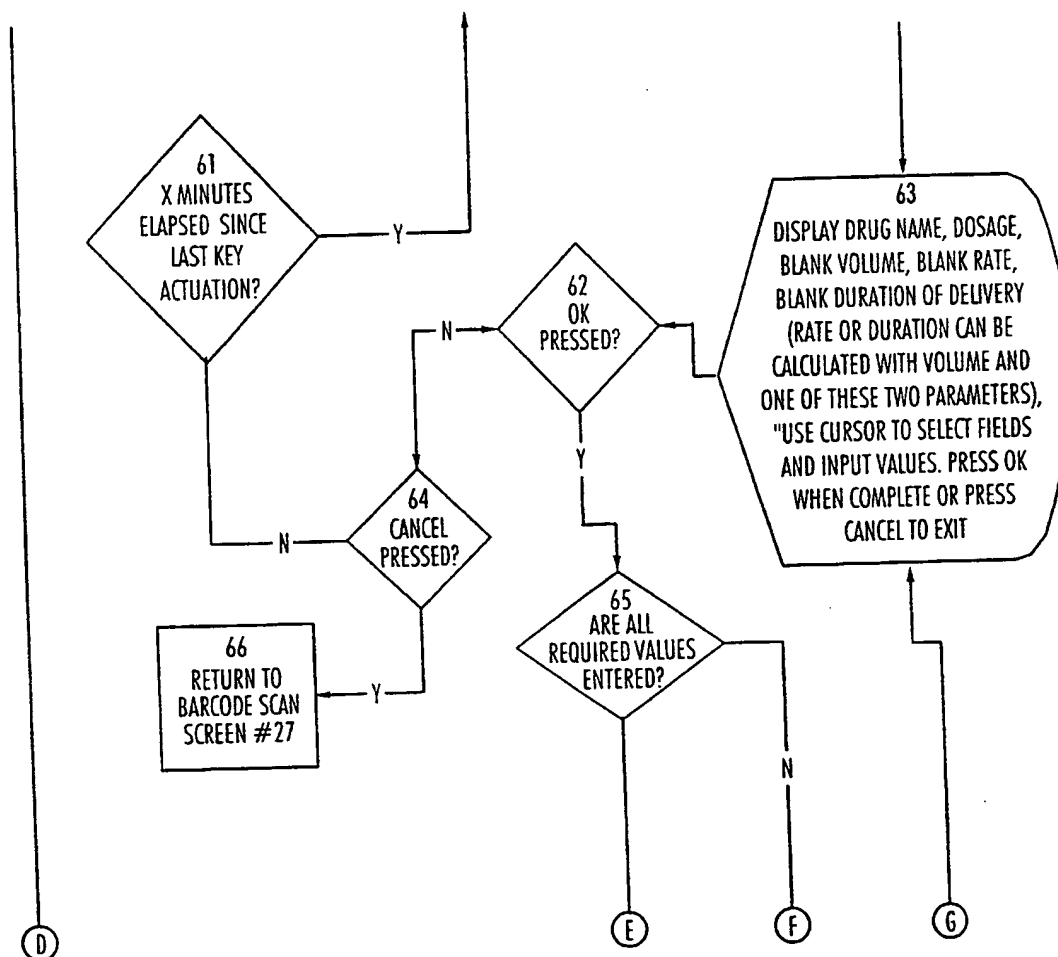 61
X MINUTES
ELAPSED SINCE
LAST KEY
ACTUATION?
Y
62
OK
PRESSED?
N
Y
63
DISPLAY DRUG NAME, DOSAGE,
BLANK VOLUME, BLANK RATE,
BLANK DURATION OF DELIVERY
(RATE OR DURATION CAN BE
CALCULATED WITH VOLUME AND
ONE OF THESE TWO PARAMETERS),
"USE CURSOR TO SELECT FIELDS
AND INPUT VALUES. PRESS OK
WHEN COMPLETE OR PRESS
CANCEL TO EXIT
64
CANCEL
PRESSED?
N
Y
65
ARE ALL
REQUIRED VALUES
ENTERED?
N
66
RETURN TO
BARCODE SCAN
SCREEN #27
D
E
F
G